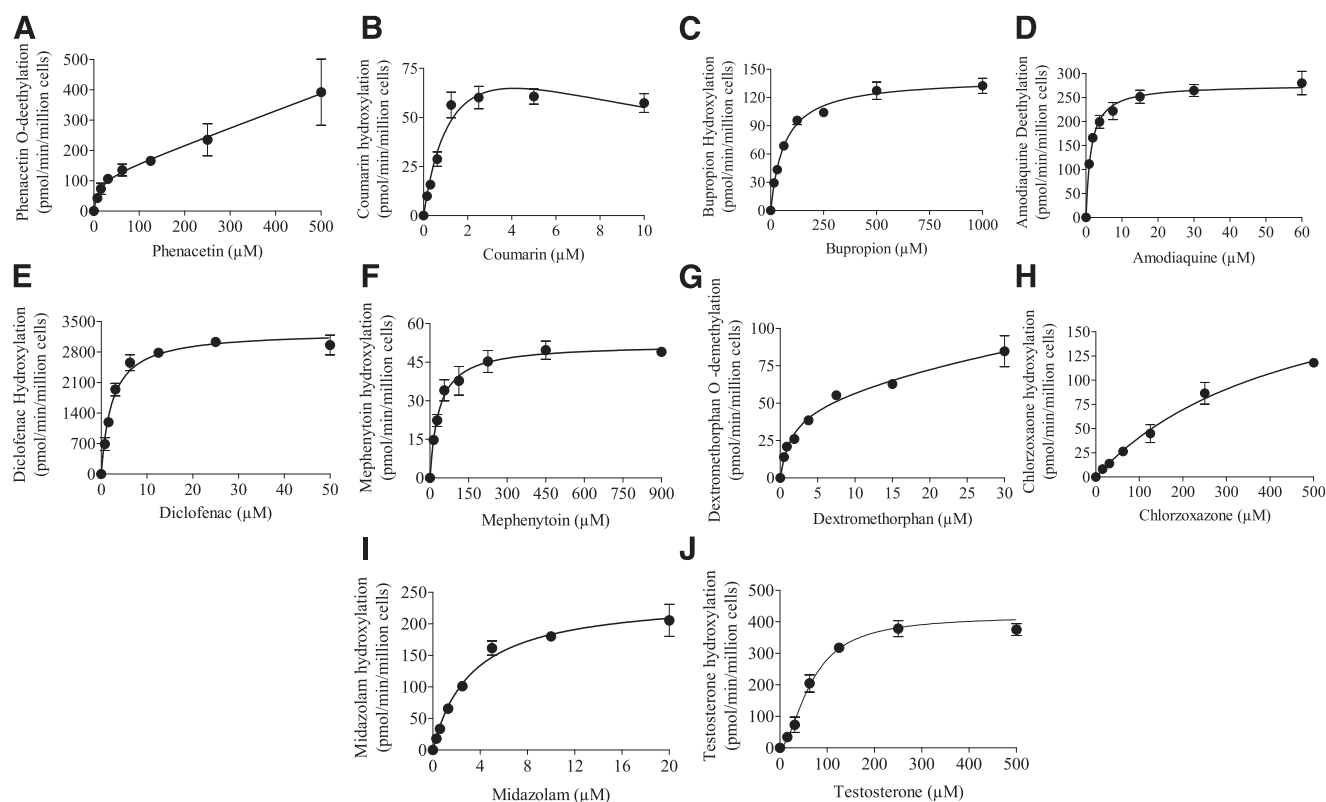 A
Phenacetin O-deethylation
(pmol/min/million cells)
500
400
300
200
100
0
0 100 200 300 400 500
Phenacetin (µM)
B
Coumarin hydroxylation
(pmol/min/million cells)
75
50
25
0
0 2 4 6 8 10
Coumarin (µM)
C
Bupropion Hydroxylation
(pmol/min/million cells)
150
120
90
60
30
0
0 250 500 750 1000
Bupropion (µM)
D
Amodiaquine Deethylation
(pmol/min/million cells)
300
250
200
150
100
50
0
0 10 20 30 40 50 60
Amodiaquine (µM)
E
Diclofenac Hydroxylation
(pmol/min/million cells)
3500
2800
2100
1400
700
0
0 10 20 30 40 50
Diclofenac (µM)
F
Mephenytoin hydroxylation
(pmol/min/million cells)
60
45
30
15
0
0 150 300 450 600 750 900
Mephenytoin (µM)
G
Dextromethorphan O -demethylation
(pmol/min/million cells)
100
75
50
25
0
0 5 10 15 20 25 30
Dextromethorphan (µM)
H
Chlorzoxaone hydroxylation
(pmol/min/million cells)
150
125
100
75
50
25
0
0 100 200 300 400 500
Chlorzoxazone (µM)
I
Midazolam hydroxylation
(pmol/min/million cells)
250
200
150
100
50
0
0 4 8 12 16 20
Midazolam (µM)
J
Testosterone hydroxylation
(pmol/min/million cells)
500
400
300
200
100
0
0 100 200 300 400 500
Testosterone (µM)